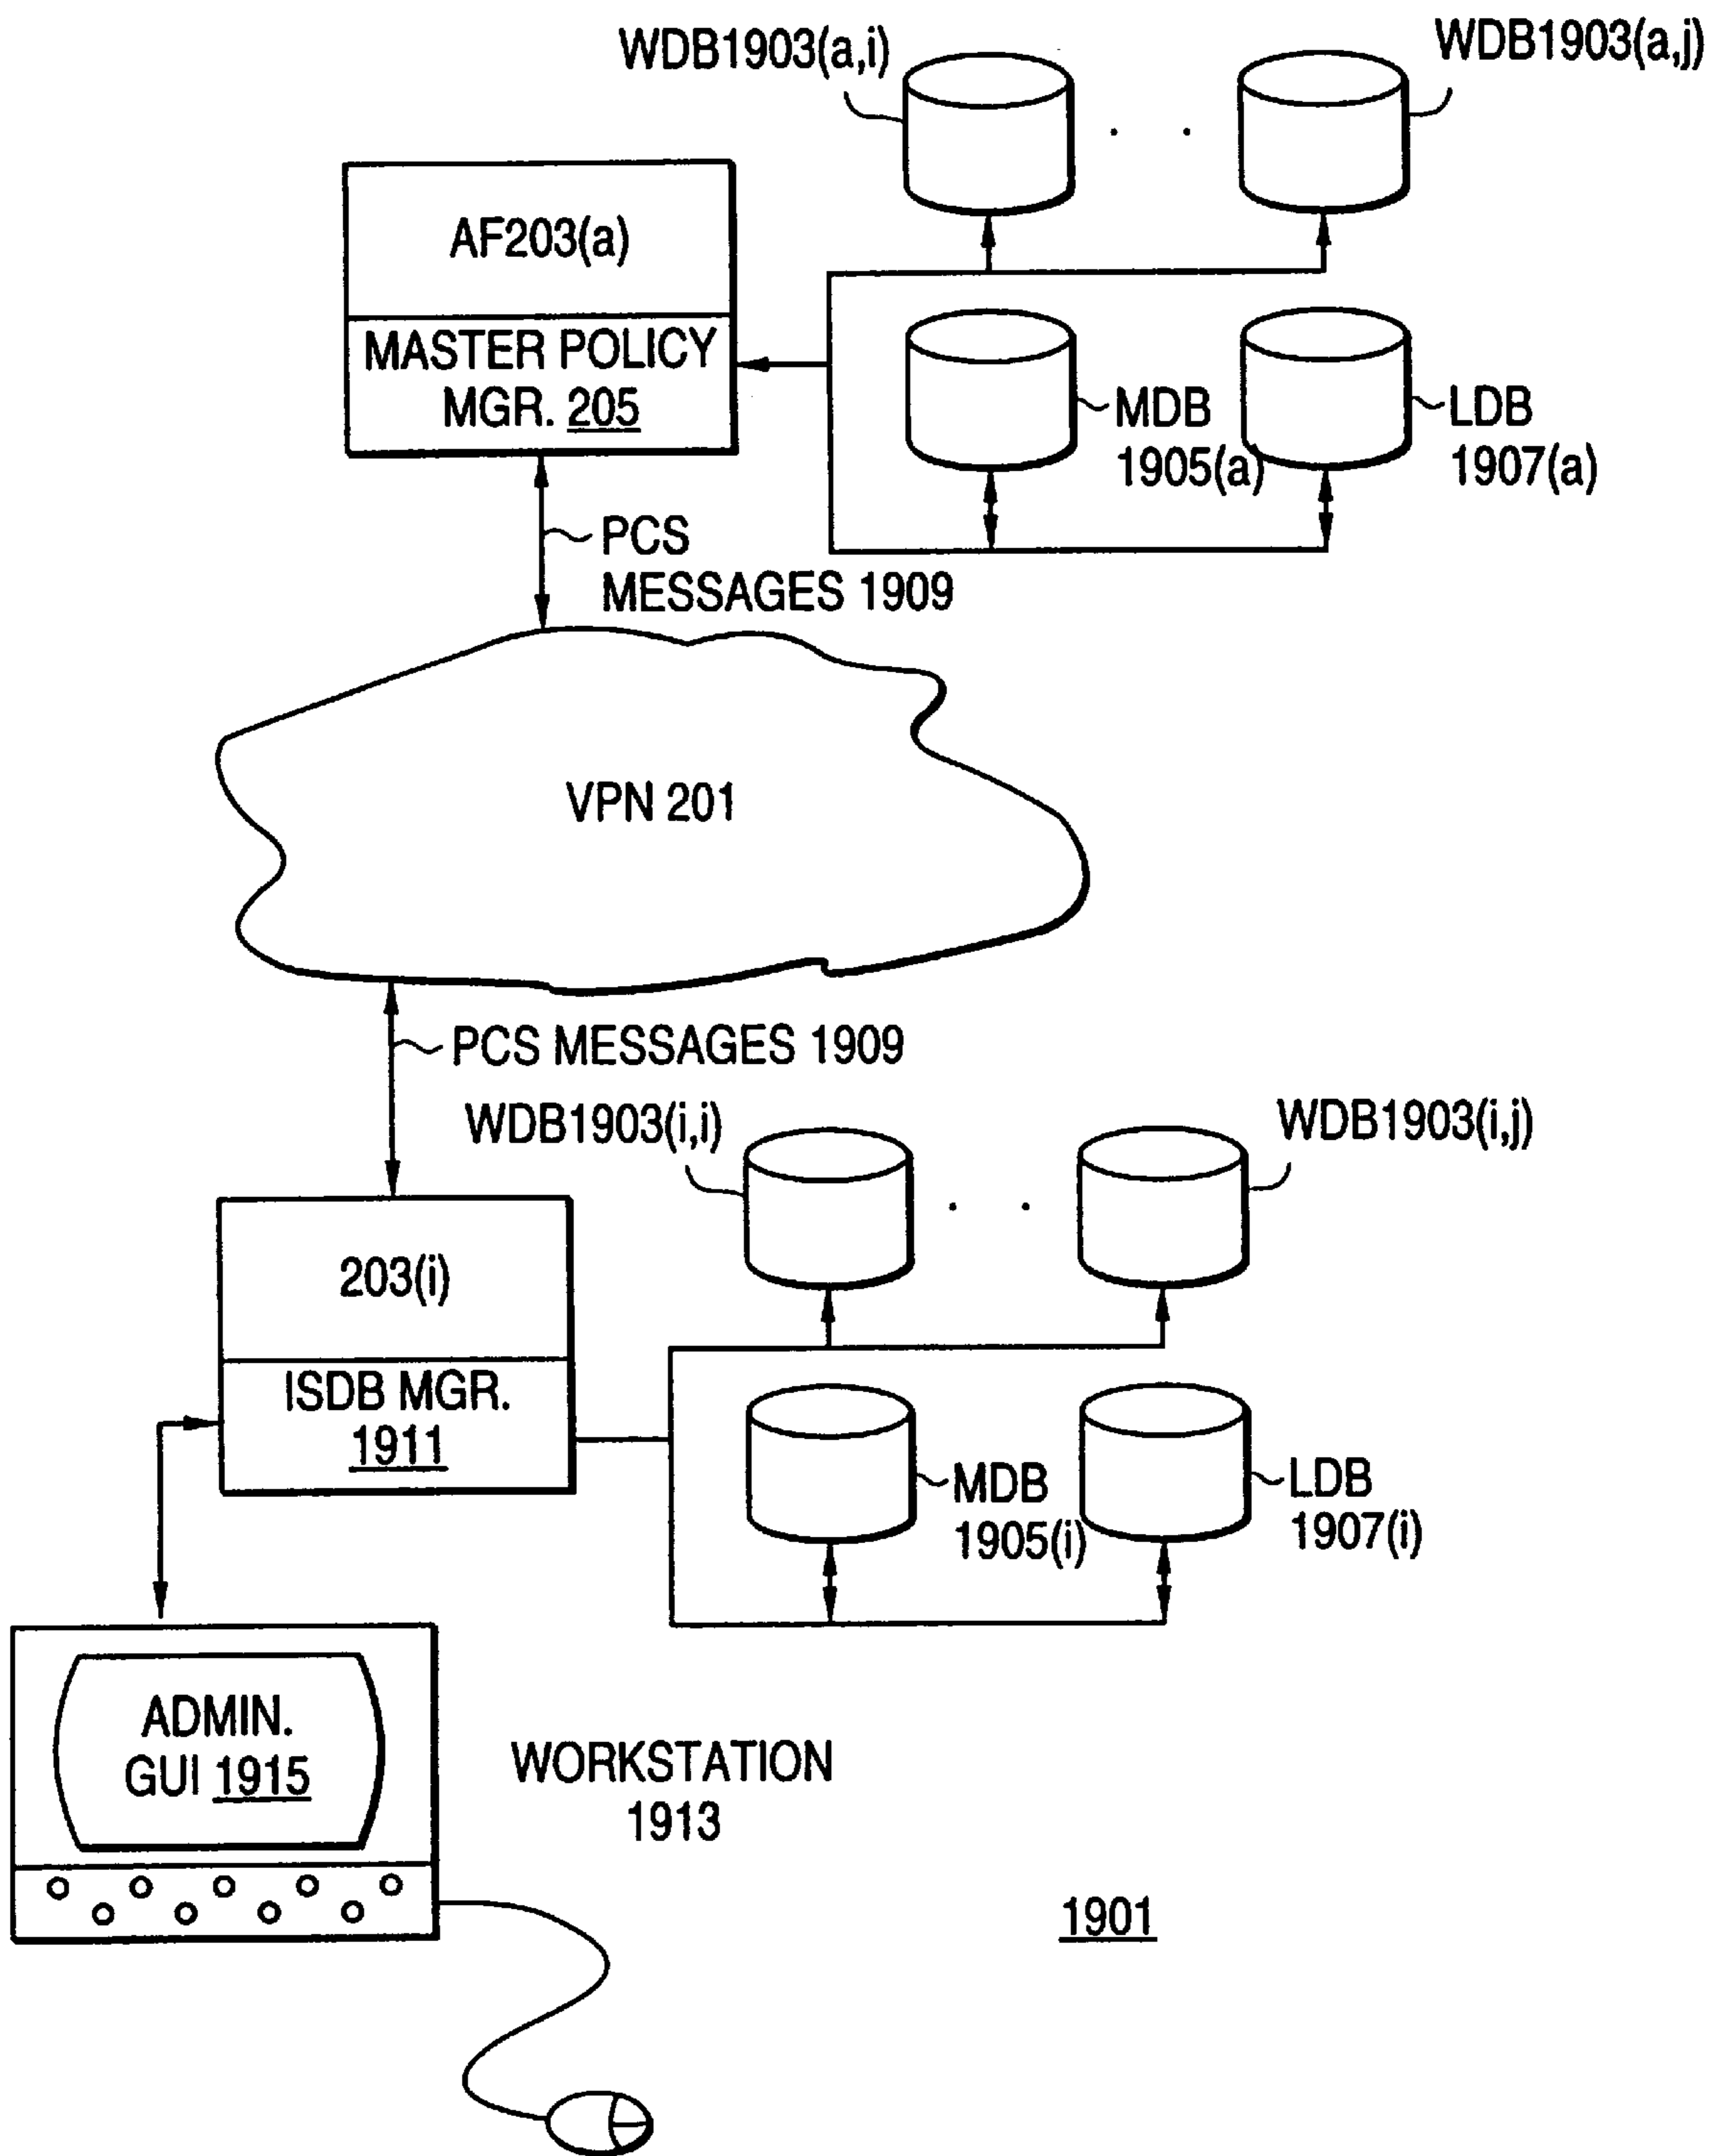 WDB1903(a,i)
WDB1903(a,j)
AF203(a)
MASTER POLICY
MGR. 205
MDB
1905(a)
LDB
1907(a)
PCS
MESSAGES 1909
VPN 201
PCS MESSAGES 1909
WDB1903(i,i)
WDB1903(i,j)
203(i)
ISDB MGR.
1911
MDB
1905(i)
LDB
1907(i)
ADMIN.
GUI 1915
WORKSTATION
1913
1901